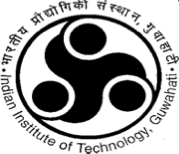 भारतीय प्रौद्योगिकी संस्थान, गुवाहाटी
Indian Institute of Technology, Guwahati